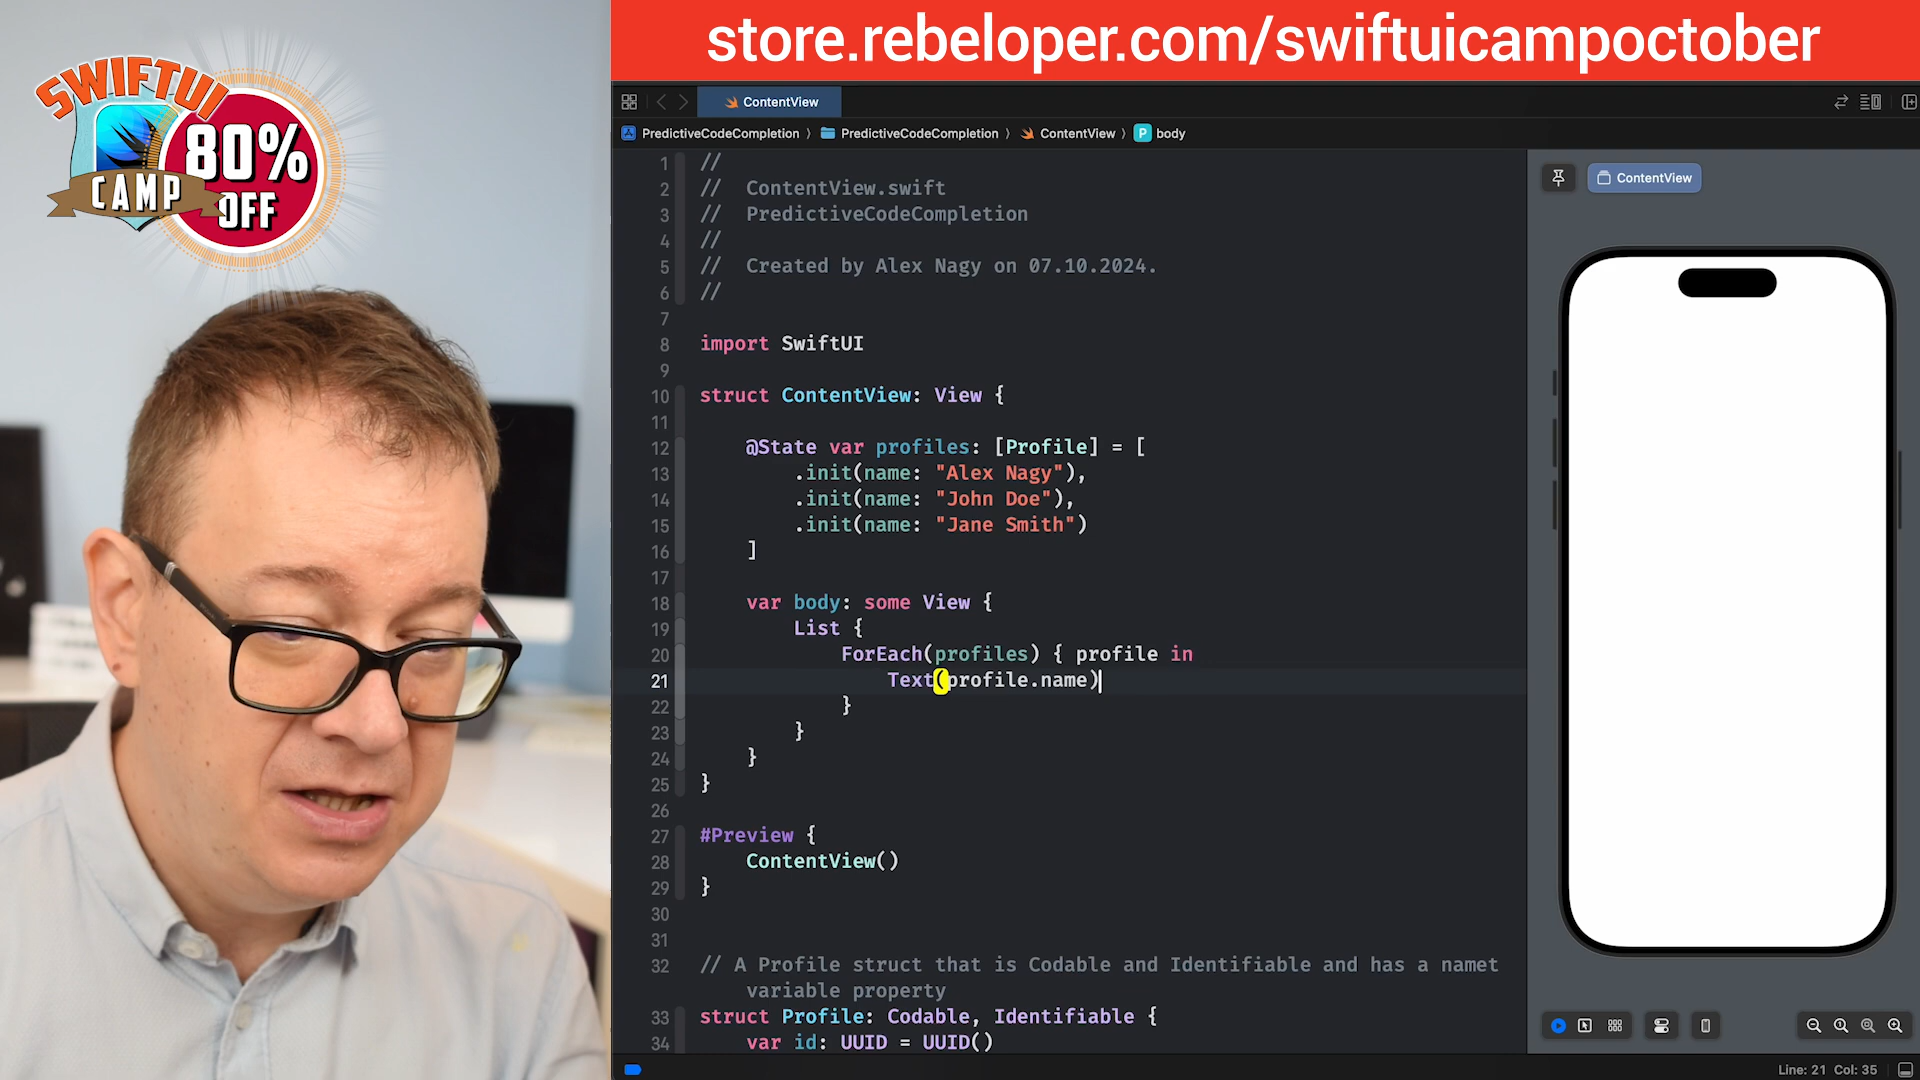 store.rebeloper.com/swiftuicampoctober
SWIFTUI
CAMP
80%
OFF
ContentView
PredictiveCodeCompletion
PredictiveCodeCompletion
ContentView
P body
1 //
2 //  ContentView.swift
3 //  PredictiveCodeCompletion
4 //
5 //  Created by Alex Nagy on 07.10.2024.
6 //
7
8 import SwiftUI
9
10 struct ContentView: View {
11
12     @State var profiles: [Profile] = [
13         .init(name: "Alex Nagy"),
14         .init(name: "John Doe"),
15         .init(name: "Jane Smith")
16     ]
17
18     var body: some View {
19         List {
20             ForEach(profiles) { profile in
21                 Text(profile.name)
22             }
23         }
24     }
25 }
26
27 #Preview {
28     ContentView()
29 }
30
31
32 // A Profile struct that is Codable and Identifiable and has a namet
variable property
33 struct Profile: Codable, Identifiable {
34     var id: UUID = UUID()
ContentView
Line: 21 Col: 35